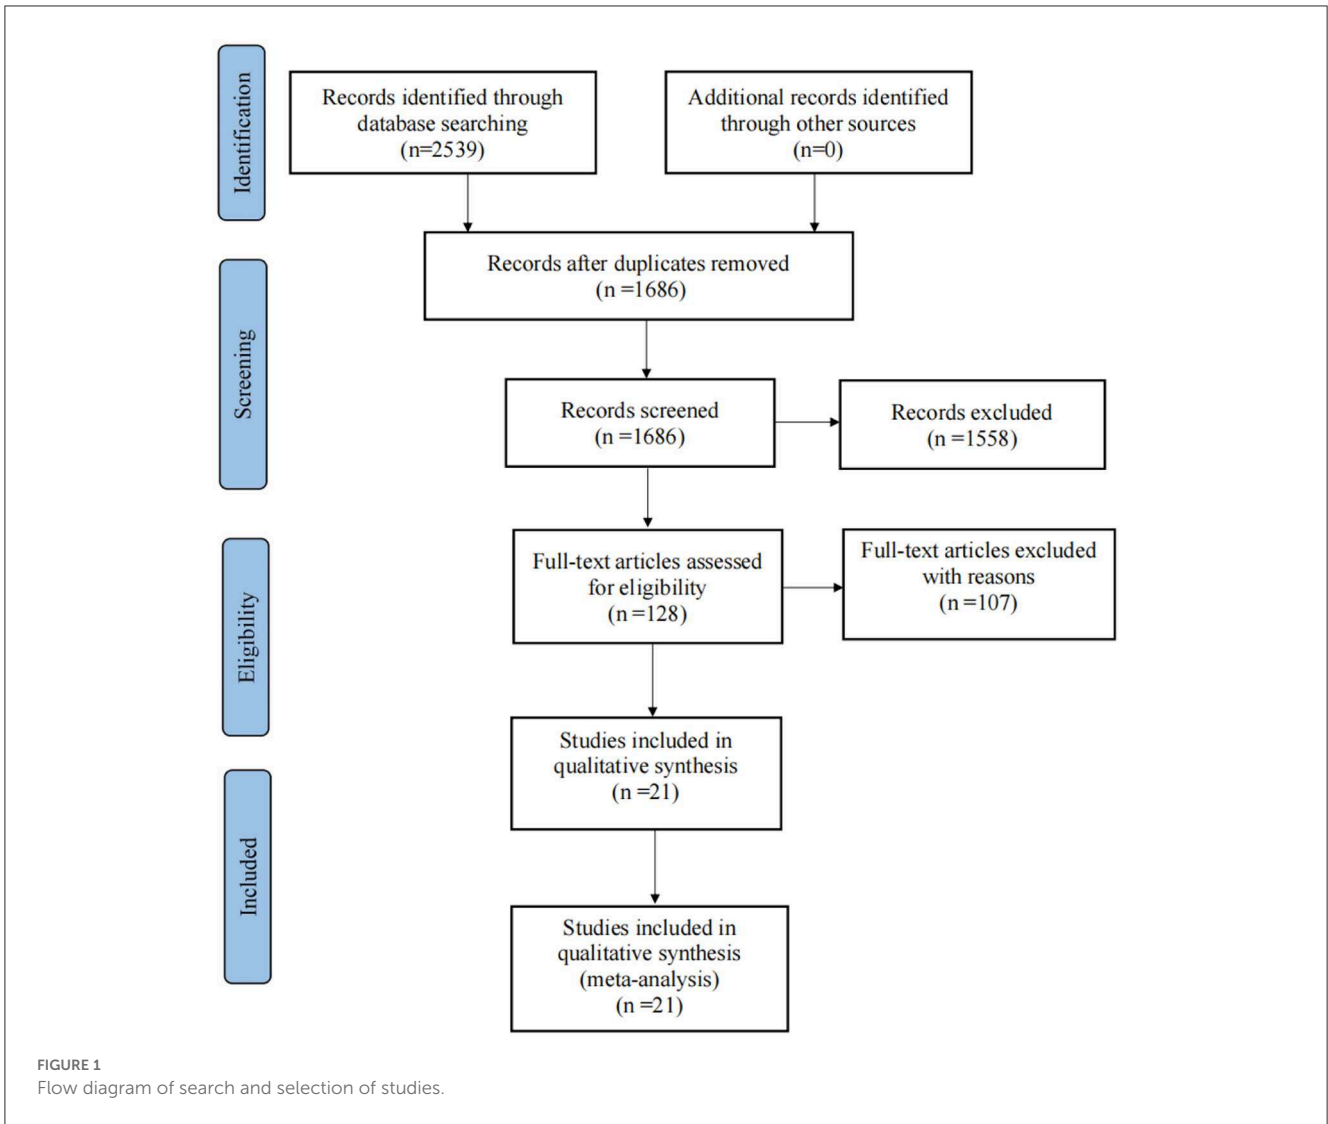 Identification
Records identified through
database searching
(n=2539)
Additional records identified
through other sources
(n=0)
Records after duplicates removed
(n =1686)
Screening
Records screened
(n =1686)
Records excluded
(n =1558)
Eligibility
Full-text articles assessed
for eligibility
(n =128)
Full-text articles excluded
with reasons
(n =107)
Studies included in
qualitative synthesis
(n =21)
Included
Studies included in
qualitative synthesis
(meta-analysis)
(n =21)
FIGURE 1
Flow diagram of search and selection of studies.